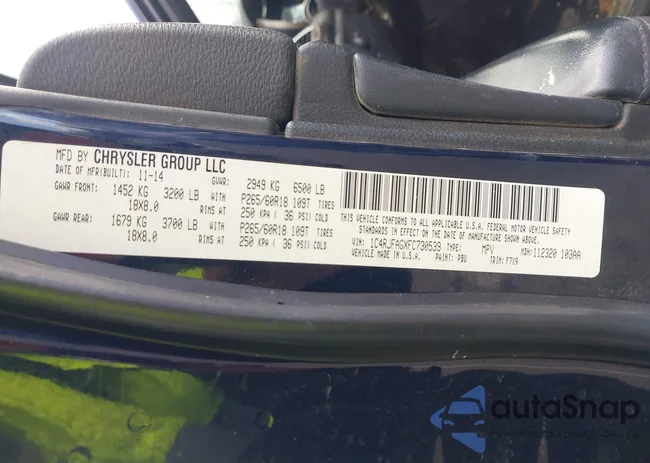 MFD BY CHRYSLER GROUP LLC
DATE OF MFR(BUILT): 11-14 GVWR: 2949 KG 6500 LB
GAWR FRONT: 1452 KG 3200 LB P265/60R18 109T TIRES
18X8.0 RIMS AT 250 KPA ( 36 PSI) COLD
GAWR REAR: 1679 KG 3700 LB P265/60R18 109T TIRES
18X8.0 RIMS AT 250 KPA ( 36 PSI) COLD
THIS VEHICLE CONFORMS TO ALL APPLICABLE U.S.A. FEDERAL MOTOR VEHICLE SAFETY
STANDARDS IN EFFECT ON THE DATE OF MANUFACTURE SHOWN ABOVE.
VIN: 1C4RJFAGXFC730539 TYPE: MPV MDH: 112320 103AA
VEHICLE MADE IN U.S.A. PAINT: PBU TRIM: F7X9
autaSnap